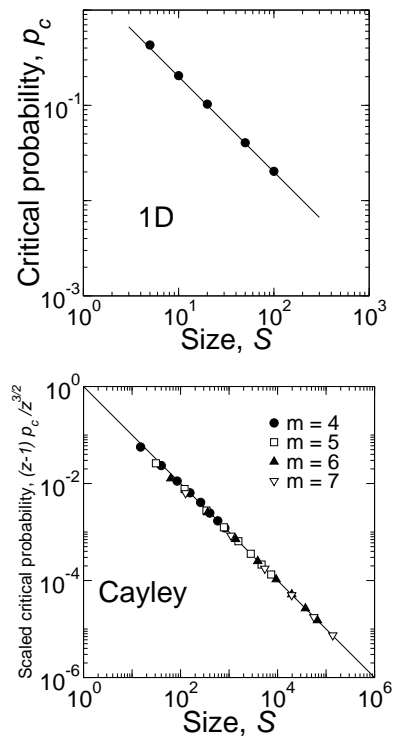 Critical probability, p_c
10^-1
10^-3
1D
10^0 10^1 10^2 10^3
Size, S
Scaled critical probability, (z-1) p_c /z^3/2
10^0
10^-2
10^-4
10^-6
m = 4
m = 5
m = 6
m = 7
Cayley
10^0 10^2 10^4 10^6
Size, S